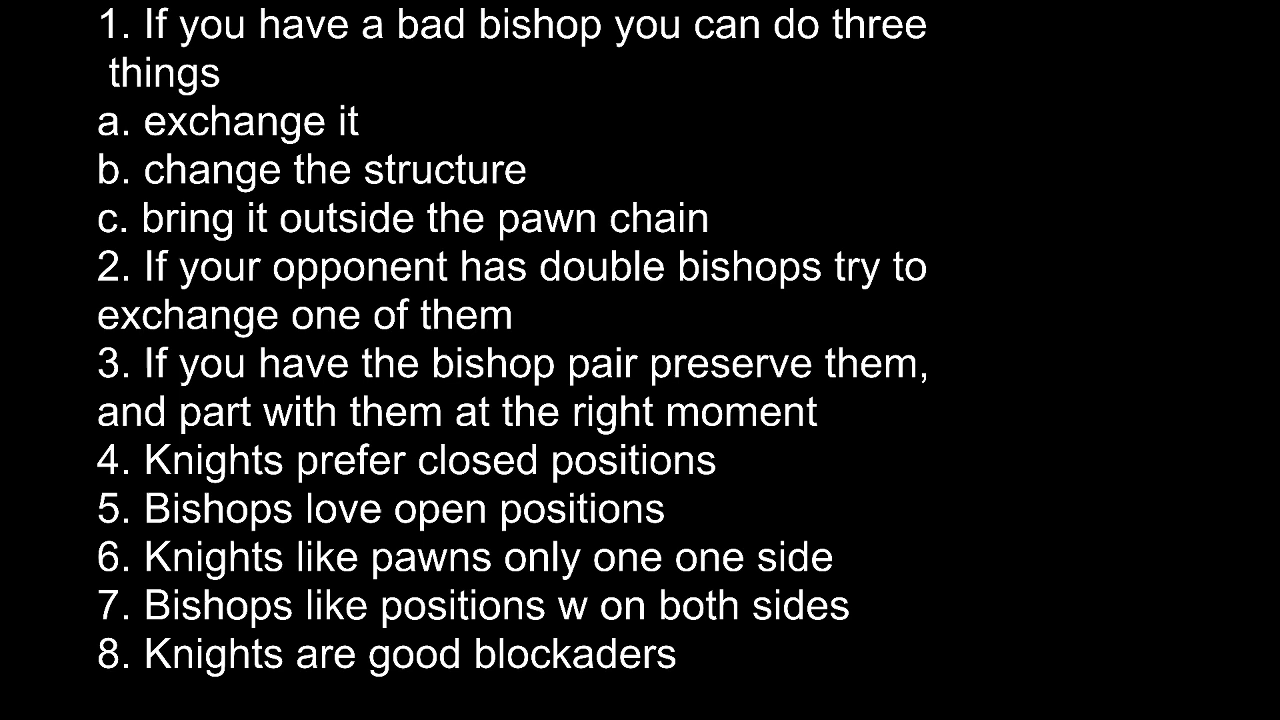 1. If you have a bad bishop you can do three
things
a. exchange it
b. change the structure
c. bring it outside the pawn chain
2. If your opponent has double bishops try to
exchange one of them
3. If you have the bishop pair preserve them,
and part with them at the right moment
4. Knights prefer closed positions
5. Bishops love open positions
6. Knights like pawns only one one side
7. Bishops like positions w on both sides
8. Knights are good blockaders